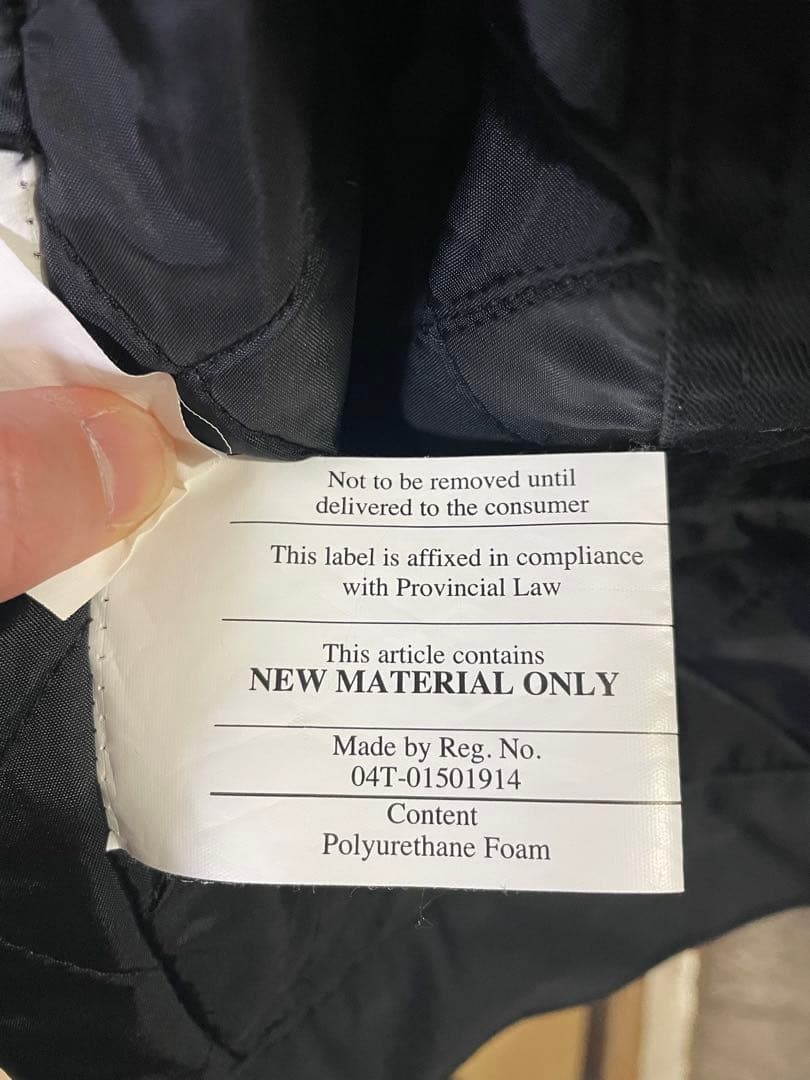 Not to be removed until
delivered to the consumer
This label is affixed in compliance
with Provincial Law
This article contains
NEW MATERIAL ONLY
Made by Reg. No.
04T-01501914
Content
Polyurethane Foam